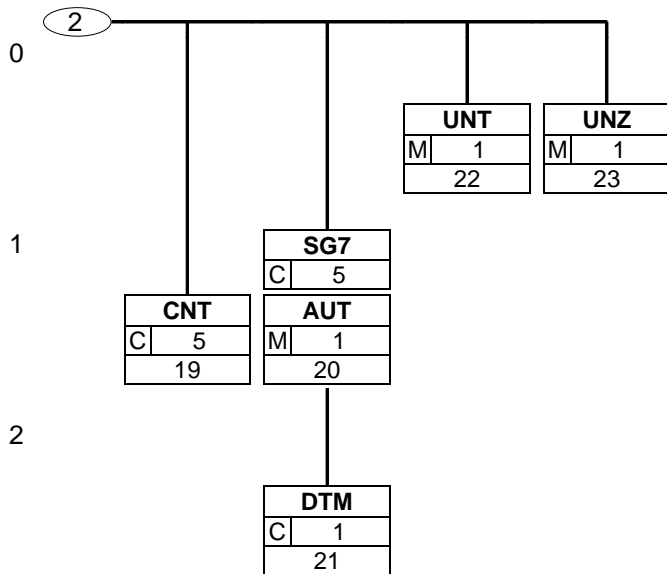 2
0
UNT UNZ
M 1 M 1
22 23
1
SG7
C 5
CNT AUT
C 5 M 1
19 20
2
DTM
C 1
21